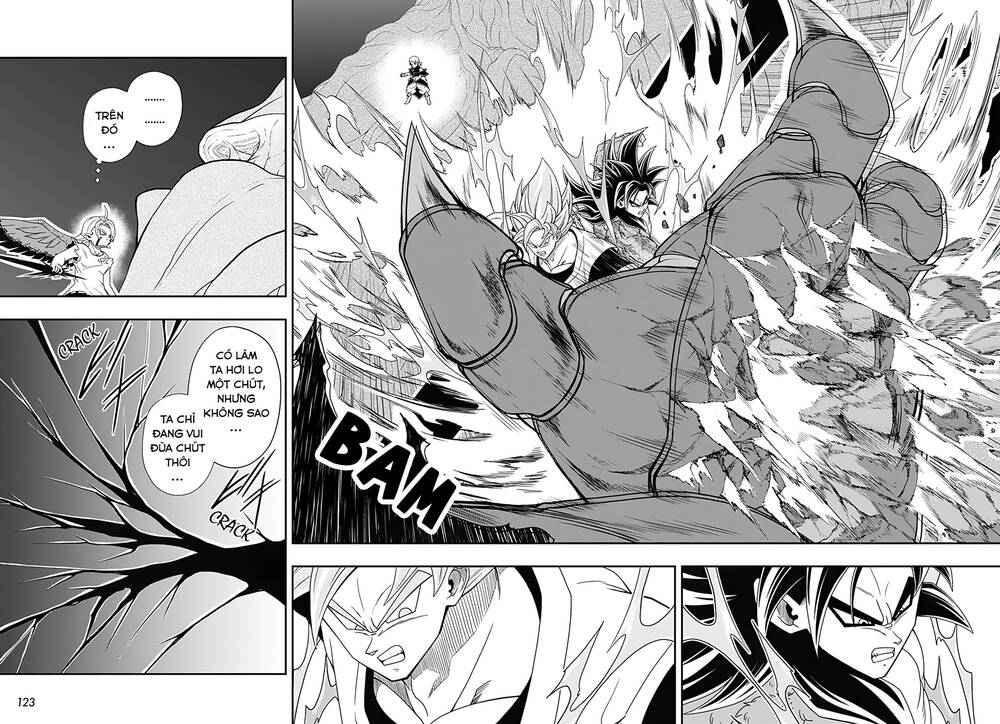 BAM
.......
.......
TRÊN
ĐÓ
...
CRACK
CÓ LÀM
TA HƠI LO
MỘT CHÚT,
NHƯNG
KHÔNG SAO
...
TA CHỈ
ĐANG VUI
ĐÙA CHÚT
THÔI
...
CRACK
123